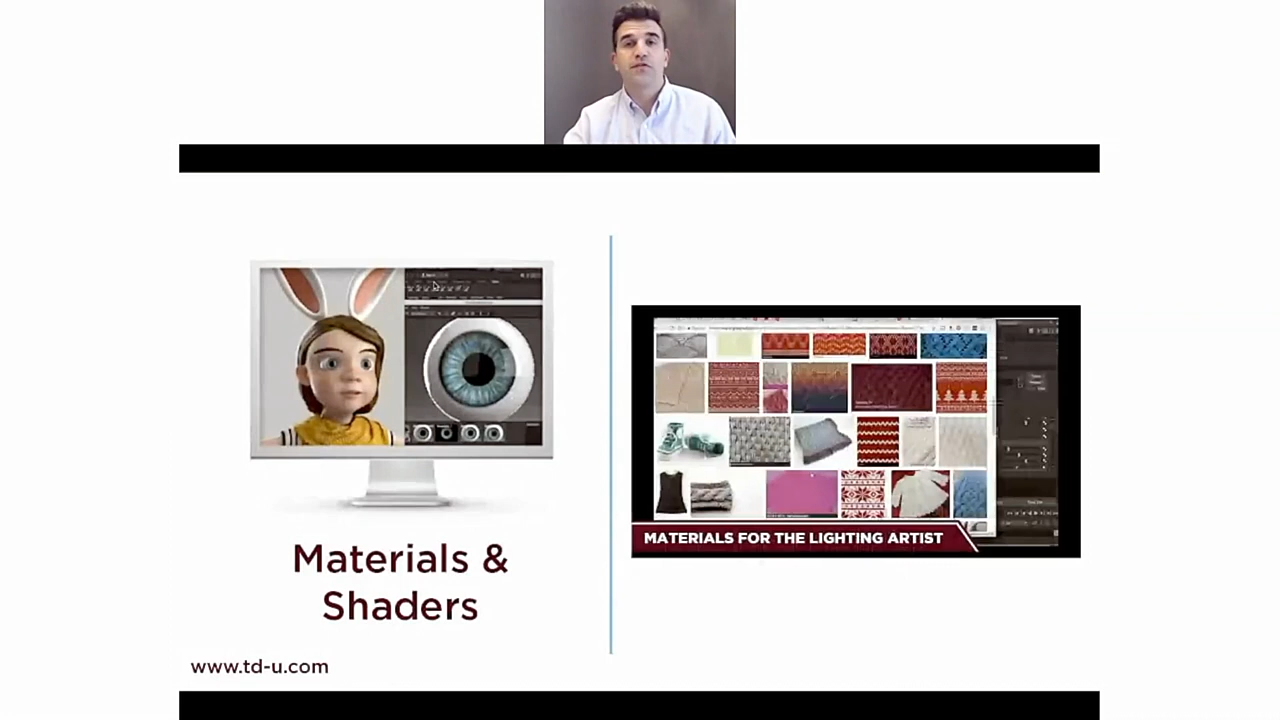 MATERIALS FOR THE LIGHTING ARTIST
Materials &
Shaders
www.td-u.com